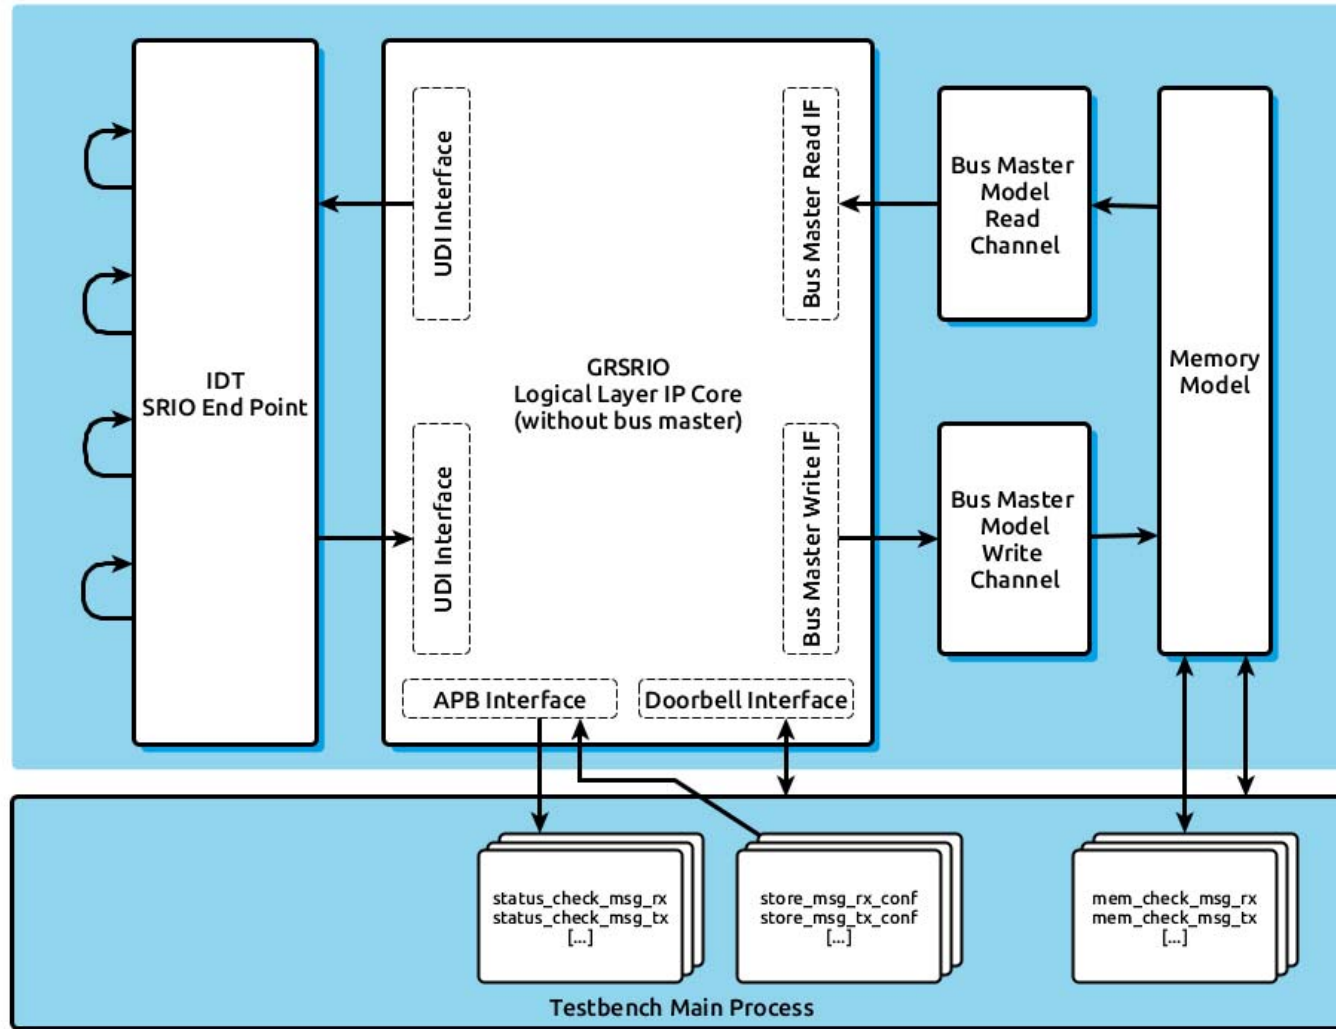 UDI Interface
Bus Master Read IF
Bus Master
Model
Read
Channel
IDT
SRIO End Point
GRSRIO
Logical Layer IP Core
(without bus master)
Memory
Model
UDI Interface
Bus Master Write IF
Bus Master
Model
Write
Channel
APB Interface
Doorbell Interface
status_check_msg_rx
status_check_msg_tx
[...]
store_msg_rx_conf
store_msg_tx_conf
[...]
mem_check_msg_rx
mem_check_msg_tx
[...]
Testbench Main Process